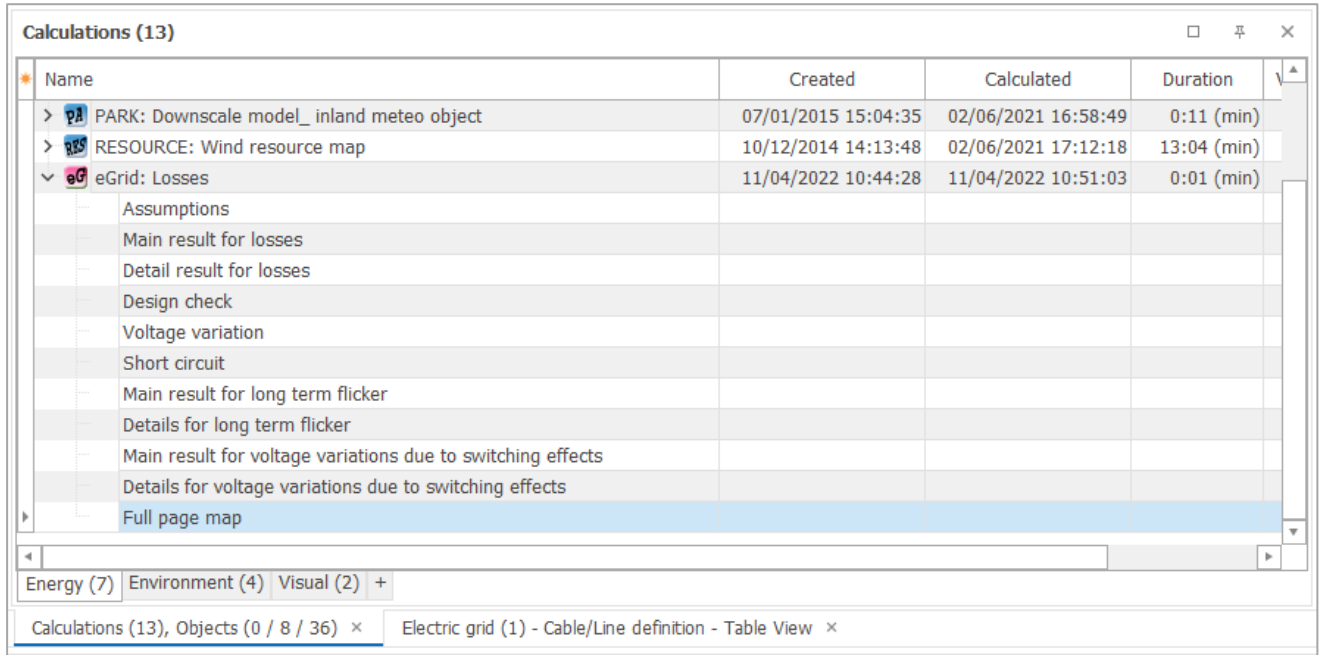 Calculations (13)
Name Created Calculated Duration
PA PARK: Downscale model_ inland meteo object 07/01/2015 15:04:35 02/06/2021 16:58:49 0:11 (min)
RES RESOURCE: Wind resource map 10/12/2014 14:13:48 02/06/2021 17:12:18 13:04 (min)
eG eGrid: Losses 11/04/2022 10:44:28 11/04/2022 10:51:03 0:01 (min)
Assumptions
Main result for losses
Detail result for losses
Design check
Voltage variation
Short circuit
Main result for long term flicker
Details for long term flicker
Main result for voltage variations due to switching effects
Details for voltage variations due to switching effects
Full page map
Energy (7) Environment (4) Visual (2) +
Calculations (13), Objects (0 / 8 / 36) × Electric grid (1) - Cable/Line definition - Table View ×